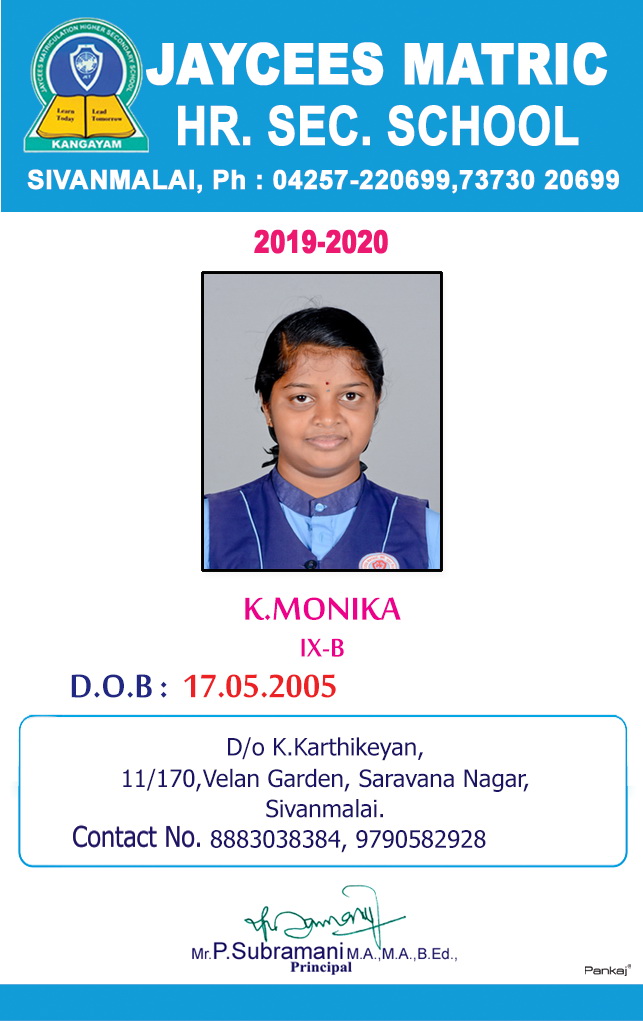 JAYCEES MATRICULATION HIGHER SECONDARY SCHOOL
Learn Today
Lead Tomorrow
KANGAYAM
JAYCEES MATRIC
HR. SEC. SCHOOL
SIVANMALAI, Ph : 04257-220699,73730 20699
2019-2020
K.MONIKA
IX-B
D.O.B : 17.05.2005
D/o K.Karthikeyan,
11/170,Velan Garden, Saravana Nagar,
Sivanmalai.
Contact No. 8883038384, 9790582928
Mr.P.Subramani M.A.,M.A.,B.Ed.,
Principal
Pankaj